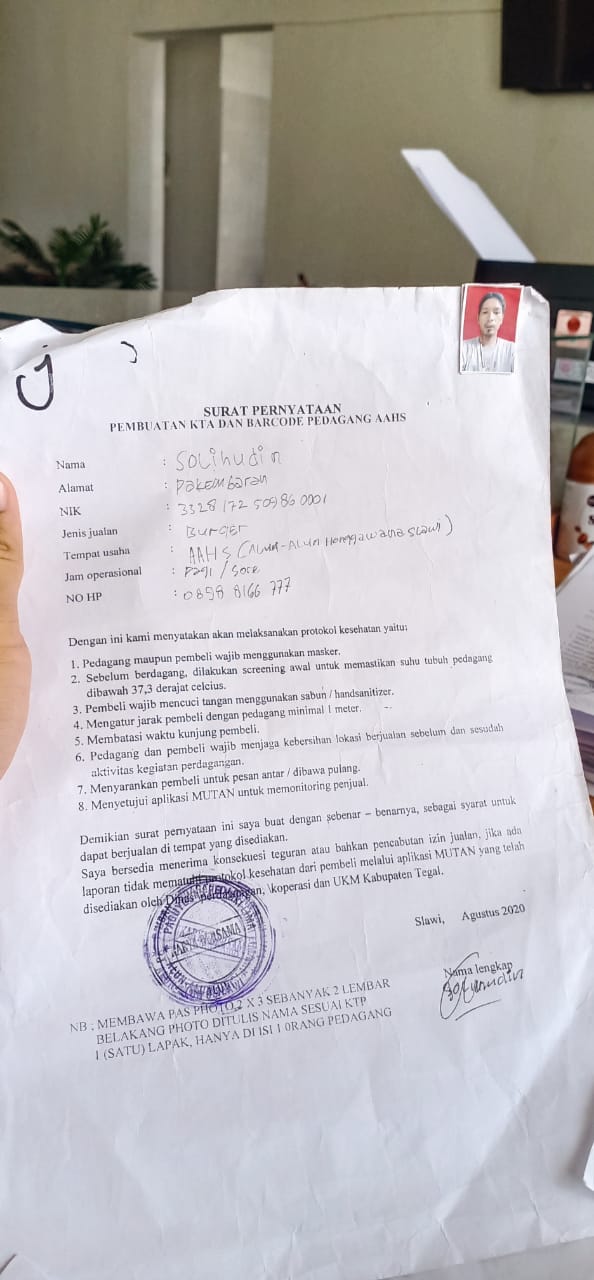 SURAT PERNYATAAN
PEMBUATAN KTA DAN BARCODE PEDAGANG AAHS
Nama : SOLIHUDIN
Alamat : PAKEMBARAN
NIK : 3328 172 50986 0001
Jenis jualan : BURGER
Tempat usaha : AAHS (Alun-Alun Hanggawana Slawi)
Jam operasional : Pagi / Sore
NO HP : 0898 8166 777
Dengan ini kami menyatakan akan melaksanakan protokol kesehatan yaitu;
1. Pedagang maupun pembeli wajib menggunakan masker.
2. Sebelum berdagang, dilakukan screening awal untuk memastikan suhu tubuh pedagang
dibawah 37,3 derajat celcius.
3. Pembeli wajib mencuci tangan menggunakan sabun / handsanitizer.
4. Mengatur jarak pembeli dengan pedagang minimal 1 meter.
5. Membatasi waktu kunjung pembeli.
6. Pedagang dan pembeli wajib menjaga kebersihan lokasi berjualan sebelum dan sesudah
aktivitas kegiatan perdagangan.
7. Menyarankan pembeli untuk pesan antar / dibawa pulang.
8. Menyetujui aplikasi MUTAN untuk memonitoring penjual.
Demikian surat pernyataan ini saya buat dengan sebenar – benarnya, sebagai syarat untuk
dapat berjualan di tempat yang disediakan.
Saya bersedia menerima konsekuesi teguran atau bahkan pencabutan izin jualan, jika ada
laporan tidak mematuhi protokol kesehatan dari pembeli melalui aplikasi MUTAN yang telah
disediakan oleh Dinas perdagangan, \koperasi dan UKM Kabupaten Tegal.
Slawi, Agustus 2020
Nama lengkap
NB : MEMBAWA PAS PHOTO 2 X 3 SEBANYAK 2 LEMBAR
BELAKANG PHOTO DITULIS NAMA SESUAI KTP
1 (SATU) LAPAK, HANYA DI ISI 1 0RANG PEDAGANG